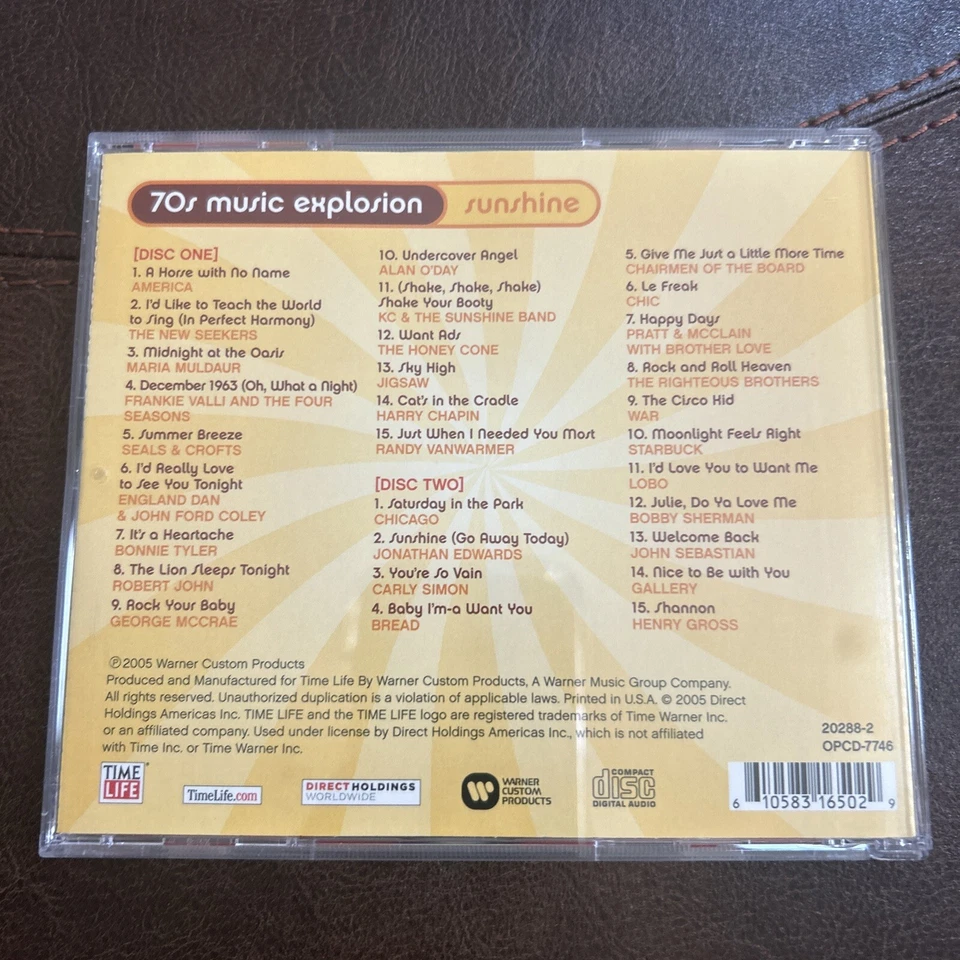 70s music explosion sunshine
[DISC ONE]
1. A Horse with No Name
AMERICA
2. I'd Like to Teach the World
to Sing (In Perfect Harmony)
THE NEW SEEKERS
3. Midnight at the Oasis
MARIA MULDAUR
4. December 1963 (Oh, What a Night)
FRANKIE VALLI AND THE FOUR
SEASONS
5. Summer Breeze
SEALS & CROFTS
6. I'd Really Love
to See You Tonight
ENGLAND DAN
& JOHN FORD COLEY
7. It's a Heartache
BONNIE TYLER
8. The Lion Sleeps Tonight
ROBERT JOHN
9. Rock Your Baby
GEORGE MCCRAE
10. Undercover Angel
ALAN O'DAY
11. (Shake, Shake, Shake)
Shake Your Booty
KC & THE SUNSHINE BAND
12. Want Ads
THE HONEY CONE
13. Sky High
JIGSAW
14. Cat's in the Cradle
HARRY CHAPIN
15. Just When I Needed You Most
RANDY VANWARMER
[DISC TWO]
1. Saturday in the Park
CHICAGO
2. Sunshine (Go Away Today)
JONATHAN EDWARDS
3. You're So Vain
CARLY SIMON
4. Baby I'm-a Want You
BREAD
5. Give Me Just a Little More Time
CHAIRMEN OF THE BOARD
6. Le Freak
CHIC
7. Happy Days
PRATT & MCCLAIN
WITH BROTHER LOVE
8. Rock and Roll Heaven
THE RIGHTEOUS BROTHERS
9. The Cisco Kid
WAR
10. Moonlight Feels Right
STARBUCK
11. I'd Love You to Want Me
LOBO
12. Julie, Do Ya Love Me
BOBBY SHERMAN
13. Welcome Back
JOHN SEBASTIAN
14. Nice to Be with You
GALLERY
15. Shannon
HENRY GROSS
℗2005 Warner Custom Products
Produced and Manufactured for Time Life By Warner Custom Products, A Warner Music Group Company.
All rights reserved. Unauthorized duplication is a violation of applicable laws. Printed in U.S.A. © 2005 Direct
Holdings Americas Inc. TIME LIFE and the TIME LIFE logo are registered trademarks of Time Warner Inc.
or an affiliated company. Used under license by Direct Holdings Americas Inc., which is not affiliated
with Time Inc. or Time Warner Inc.
20288-2
OPCD-7746
TIME
LIFE
TimeLife.com
DIRECT HOLDINGS
WORLDWIDE
WARNER
CUSTOM
PRODUCTS
COMPACT
disc
DIGITAL AUDIO
6 10583 16502 9